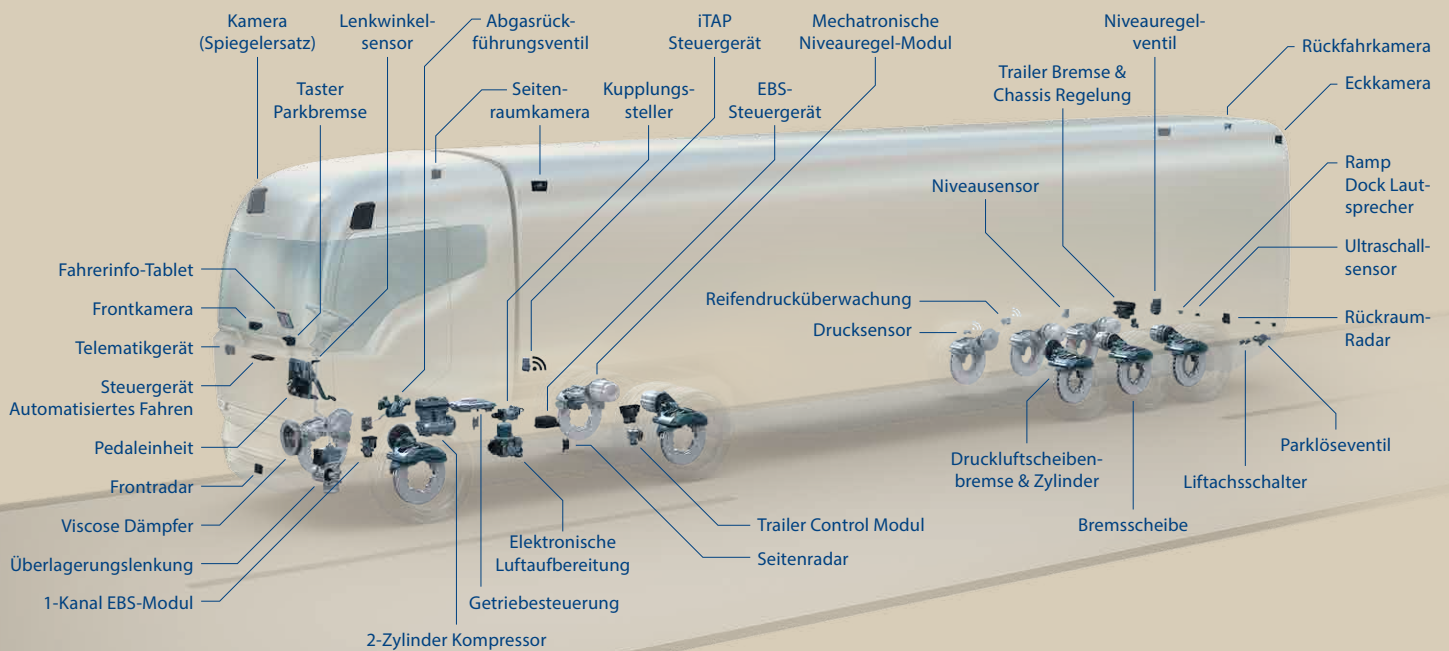 Kamera
(Spiegelersatz)
Lenkwinkel-
sensor
Abgasrück-
führungsventil
iTAP
Steuergerät
Mechatronische
Niveauregel-Modul
Niveauregel-
ventil
Rückfahrkamera
Taster
Parkbremse
Seiten-
raumkamera
Kupplungs-
steller
EBS-
Steuergerät
Trailer Bremse &
Chassis Regelung
Eckkamera
Niveausensor
Ramp
Dock Laut-
sprecher
Ultraschall-
sensor
Fahrerinfo-Tablet
Frontkamera
Telematikgerät
Steuergerät
Automatisiertes Fahren
Pedaleinheit
Frontradar
Viscose Dämpfer
Überlagerungslenkung
1-Kanal EBS-Modul
Reifendrucküberwachung
Drucksensor
Rückraum-
Radar
Parklöseventil
Liftachsschalter
Druckluftscheiben-
bremse & Zylinder
Bremsscheibe
Trailer Control Modul
Seitenradar
Elektronische
Luftaufbereitung
Getriebesteuerung
2-Zylinder Kompressor